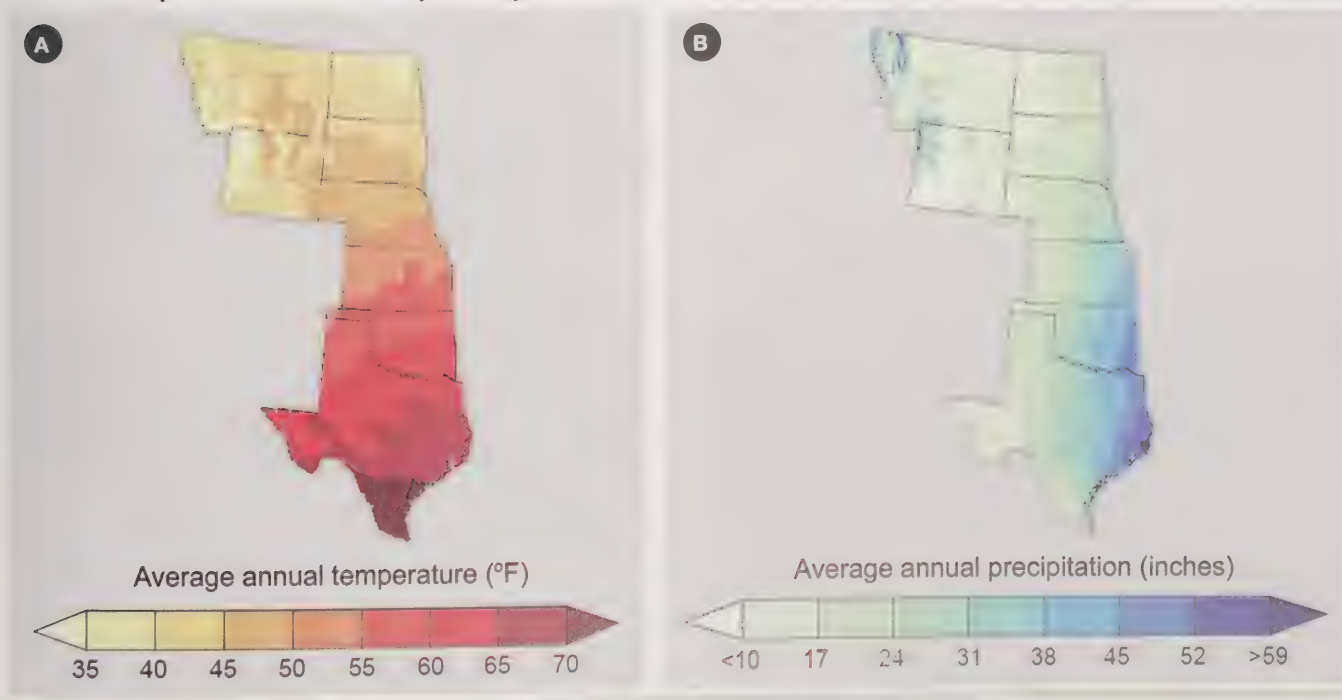 A
B
Average annual temperature (ºF)
35 40 45 50 55 60 65 70
Average annual precipitation (inches)
<10 17 24 31 38 45 52 >59